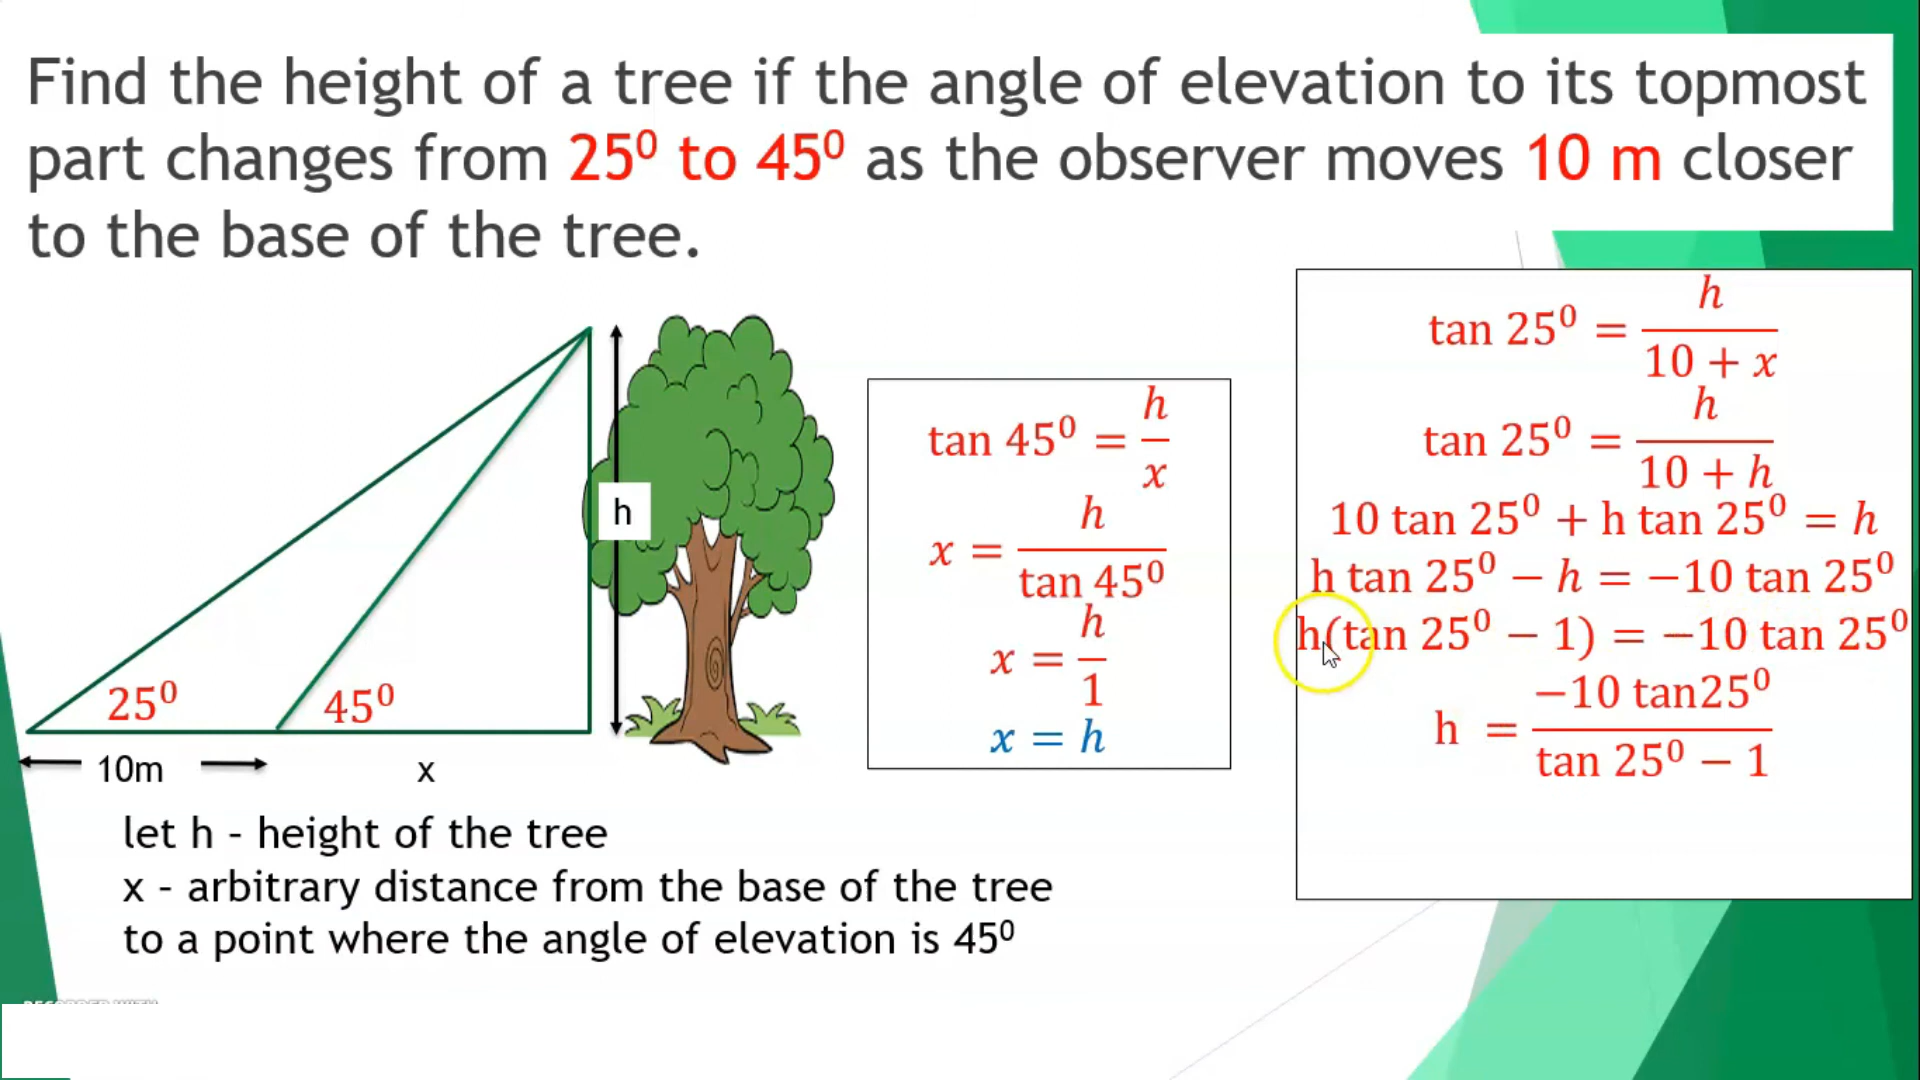 Find the height of a tree if the angle of elevation to its topmost
part changes from 25⁰ to 45⁰ as the observer moves 10 m closer
to the base of the tree.
h
25⁰
45⁰
10m
x
let h - height of the tree
x - arbitrary distance from the base of the tree
to a point where the angle of elevation is 45⁰
tan 45⁰ = h/x
x = h/tan 45⁰
x = h/1
x = h
tan 25⁰ = h/(10 + x)
tan 25⁰ = h/(10 + h)
10 tan 25⁰ + h tan 25⁰ = h
h tan 25⁰ − h = −10 tan 25⁰
h(tan 25⁰ − 1) = −10 tan 25⁰
h = (−10 tan25⁰)/(tan 25⁰ − 1)